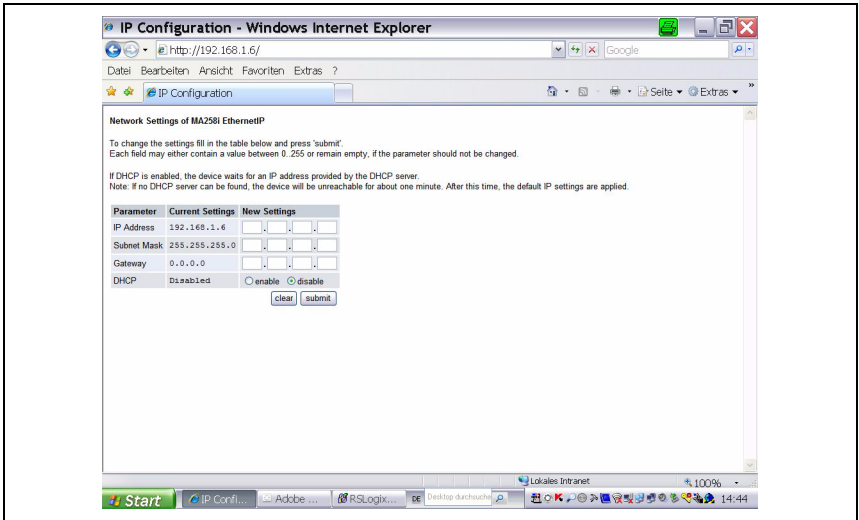 IP Configuration - Windows Internet Explorer
http://192.168.1.6/
Google
Datei Bearbeiten Ansicht Favoriten Extras ?
IP Configuration
Seite
Extras
»
Network Settings of MA258i EthernetIP
To change the settings fill in the table below and press 'submit'.
Each field may either contain a value between 0..255 or remain empty, if the parameter should not be changed.
If DHCP is enabled, the device waits for an IP address provided by the DHCP server.
Note: If no DHCP server can be found, the device will be unreachable for about one minute. After this time, the default IP settings are applied.
Parameter Current Settings New Settings
IP Address 192.168.1.6 . . .
Subnet Mask 255.255.255.0 . . .
Gateway 0.0.0.0 . . .
DHCP Disabled enable disable
clear submit
Lokales Intranet
100%
Start
IP Confi...
Adobe ...
RSLogix...
DE
Desktop durchsuche
14:44